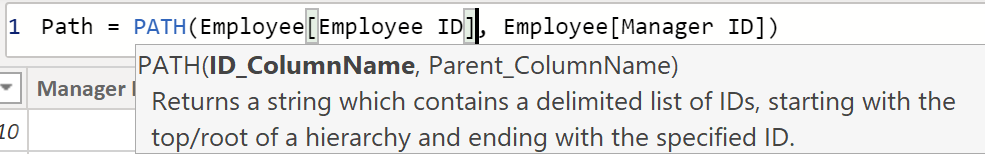 1 Path = PATH(Employee[Employee ID], Employee[Manager ID])
PATH(ID_ColumnName, Parent_ColumnName)
Manager
Returns a string which contains a delimited list of IDs, starting with the
10
top/root of a hierarchy and ending with the specified ID.